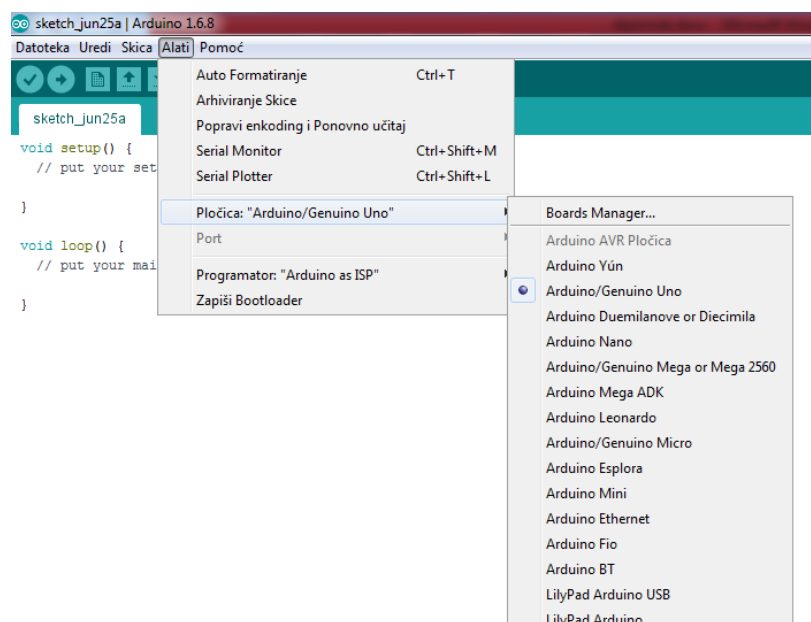 sketch_jun25a | Arduino 1.6.8
Datoteka Uredi Skica Alati Pomoć
sketch_jun25a
void setup() {
// put your set
}
void loop() {
// put your mai
}
Auto Formatiranje Ctrl+T
Arhiviranje Skice
Popravi enkoding i Ponovno učitaj
Serial Monitor Ctrl+Shift+M
Serial Plotter Ctrl+Shift+L
Pločica: "Arduino/Genuino Uno"
Port
Programator: "Arduino as ISP"
Zapiši Bootloader
Boards Manager...
Arduino AVR Pločica
Arduino Yún
Arduino/Genuino Uno
Arduino Duemilanove or Diecimila
Arduino Nano
Arduino/Genuino Mega or Mega 2560
Arduino Mega ADK
Arduino Leonardo
Arduino/Genuino Micro
Arduino Esplora
Arduino Mini
Arduino Ethernet
Arduino Fio
Arduino BT
LilyPad Arduino USB
LilyPad Arduino